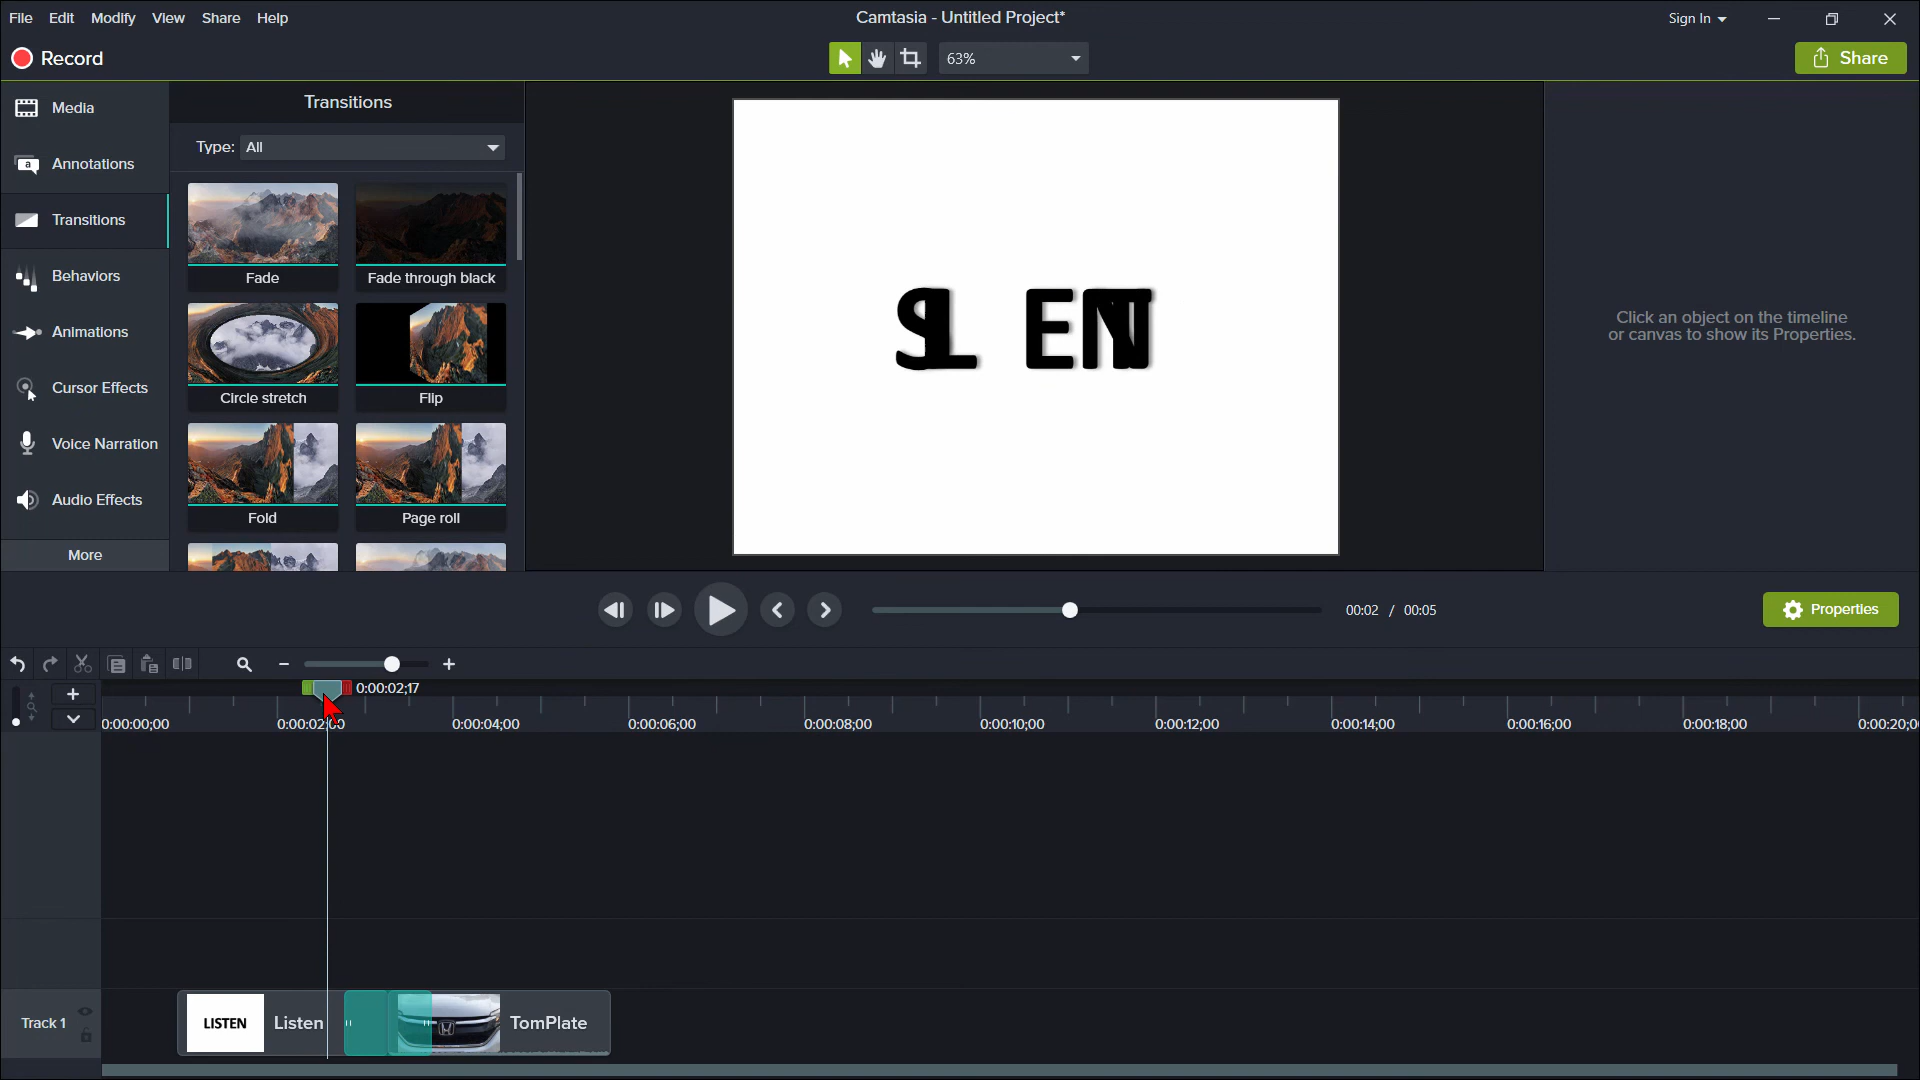 File Edit Modify View Share Help
Camtasia - Untitled Project*
Sign In
Record
63%
Share
Media
Annotations
Transitions
Behaviors
Animations
Cursor Effects
Voice Narration
Audio Effects
More
Transitions
Type: All
Fade
Fade through black
Circle stretch
Flip
Fold
Page roll
Click an object on the timeline
or canvas to show its Properties.
00:02 / 00:05
Properties
0:00:02;17
0:00:00;00 0:00:02;00 0:00:04;00 0:00:06;00 0:00:08;00 0:00:10;00 0:00:12;00 0:00:14;00 0:00:16;00 0:00:18;00 0:00:20;0
Track 1
LISTEN
Listen
TomPlate